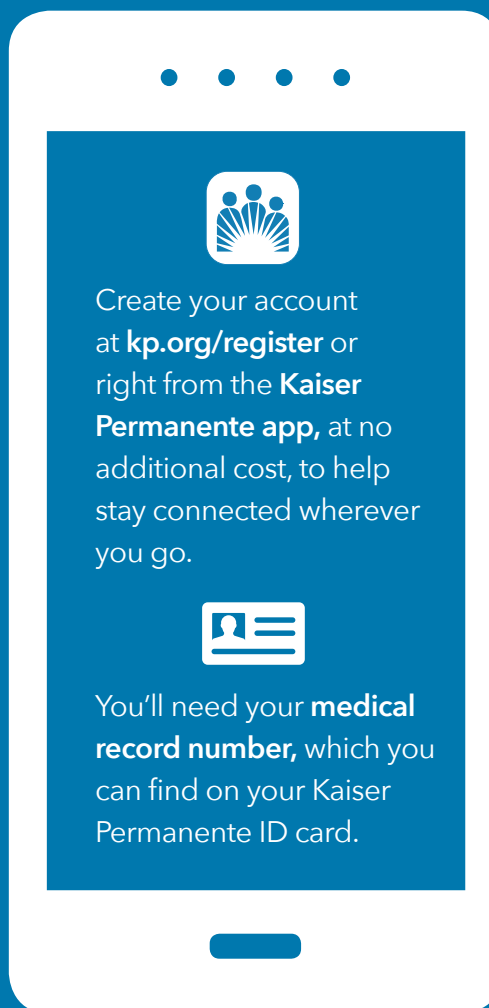 Create your account
at kp.org/register or
right from the Kaiser
Permanente app, at no
additional cost, to help
stay connected wherever
you go.
You’ll need your medical
record number, which you
can find on your Kaiser
Permanente ID card.